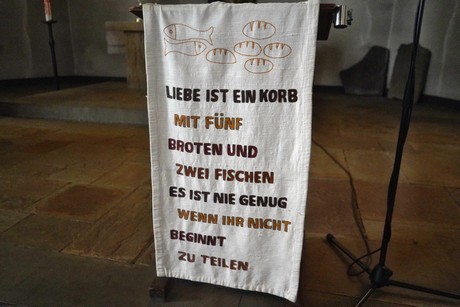 LIEBE IST EIN KORB
MIT FÜNF
BROTEN UND
ZWEI FISCHEN
ES IST NIE GENUG
WENN IHR NICHT
BEGINNT
ZU TEILEN